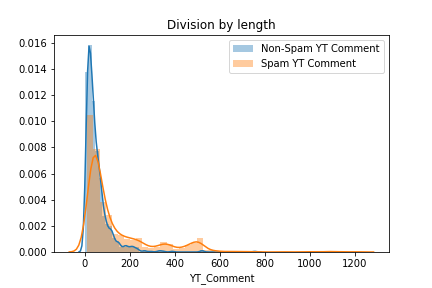 Division by length
Non-Spam YT Comment
Spam YT Comment
0.016
0.014
0.012
0.010
0.008
0.006
0.004
0.002
0.000
0 200 400 600 800 1000 1200
YT_Comment